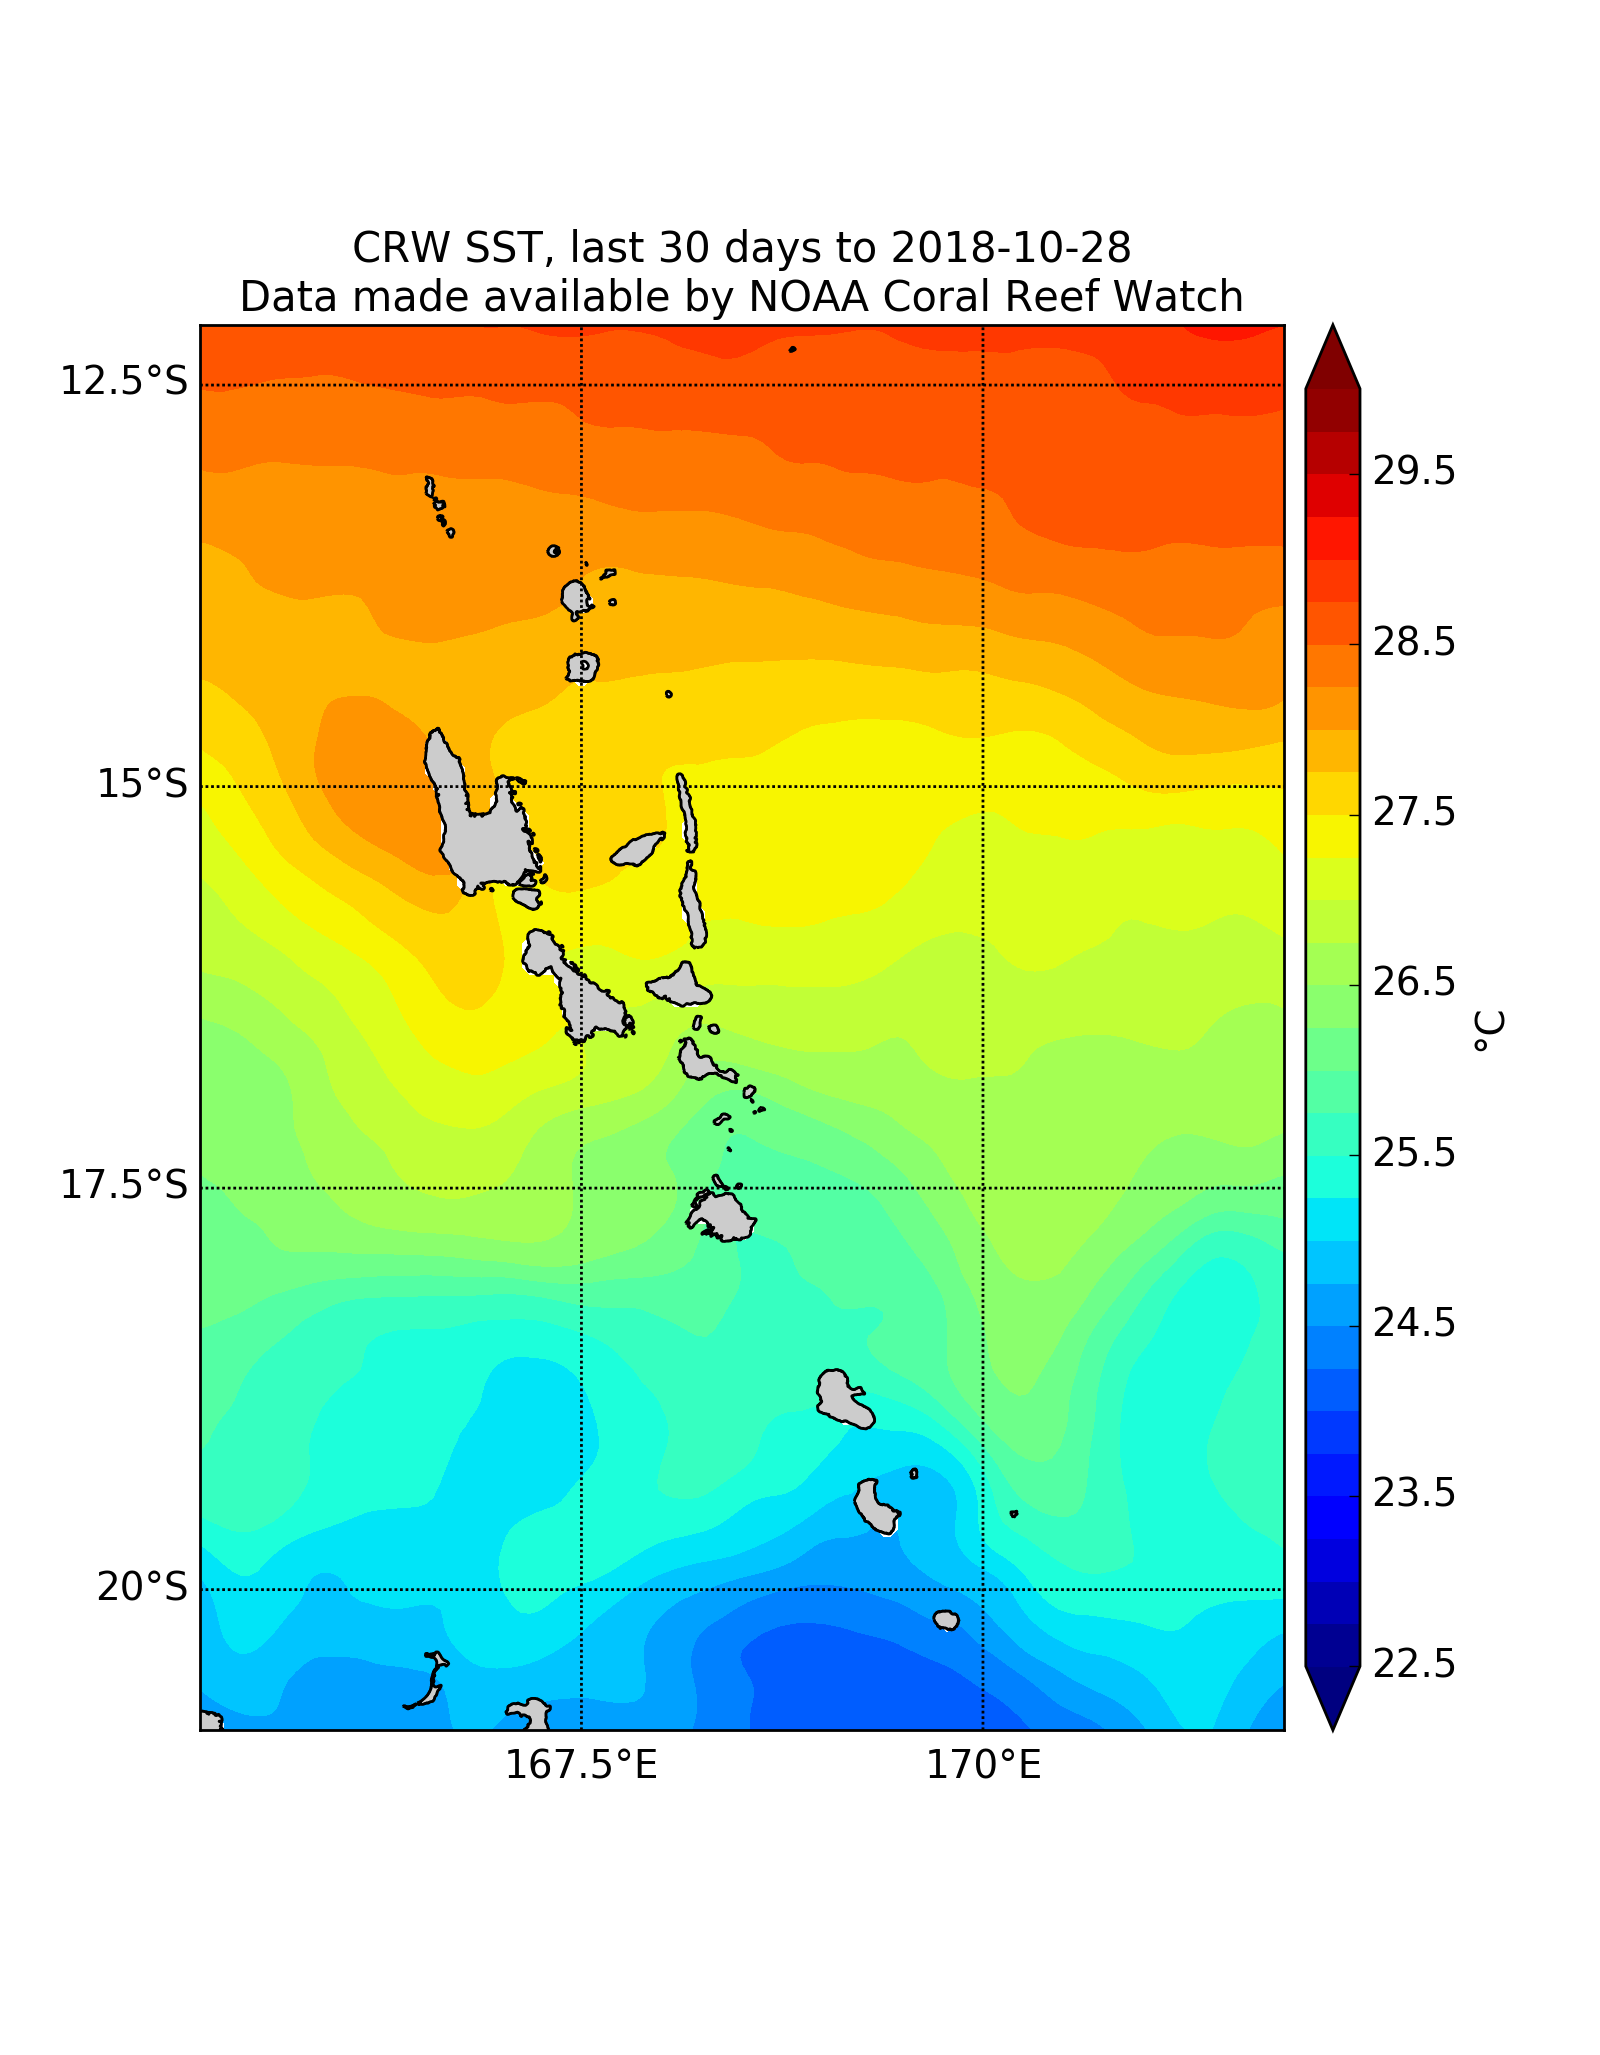 CRW SST, last 30 days to 2018-10-28
Data made available by NOAA Coral Reef Watch
12.5°S
15°S
17.5°S
20°S
167.5°E
170°E
29.5
28.5
27.5
26.5
25.5
24.5
23.5
22.5
°C